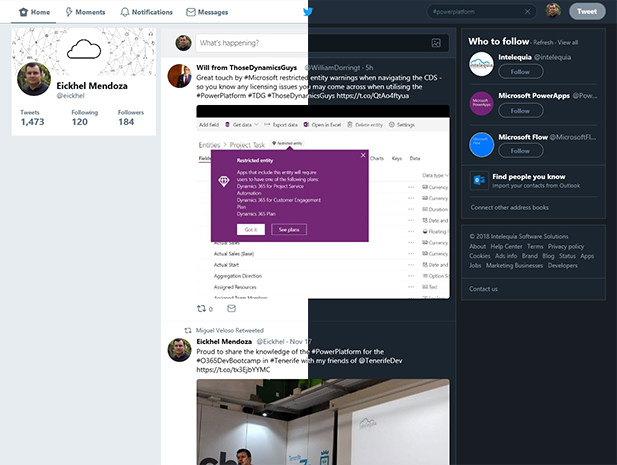 Home
Moments
Notifications
Messages
#powerplatform
Tweet
Eickhel Mendoza
@eickhel
Tweets Following Followers
1,473 120 184
What's happening?
Will from ThoseDynamicsGuys @WilliamDorringt · 5h
Great touch by #Microsoft restricted entity warnings when navigating the CDS -
so you know any licensing issues you may come across when utilising the
#PowerPlatform #TDG #ThoseDynamicsGuys https://t.co/QtAo4ftyua
Add field Get data Export data Open in Excel Delete entity Settings
Entities > Project Task Restricted entity
Fields Charts Keys Data
Restricted entity
Apps that include this entity will require
users to have one of the following plans:
Dynamics 365 for Project Service
Automation
Dynamics 365 for Customer Engagement
Plan
Dynamics 365 Plan
Got it See plans
Data type
Currency
Currency
Duration
Date and
Floating
Actual Sales Currency
Actual Sales (Base) Currency
Actual Start Date and
Aggregation Direction Option S
Assigned Resources Text
Assigned Team Members
0
Miguel Veloso Retweeted
Eickhel Mendoza @Eickhel · Nov 17
Proud to share the knowledge of the #PowerPlatform for the
#O365DevBootcamp in #Tenerife with my friends of @TenerifeDev
https://t.co/tx3EjbYYMC
Who to follow · Refresh · View all
Intelequia @intelequia
Follow
Microsoft PowerApps @Pow...
Follow
Microsoft Flow @MicrosoftFl...
Follow
Find people you know
Import your contacts from Outlook
Connect other address books
© 2018 Intelequia Software Solutions
About Help Center Terms Privacy policy
Cookies Ads info Brand Blog Status Apps
Jobs Marketing Businesses Developers
Contact us